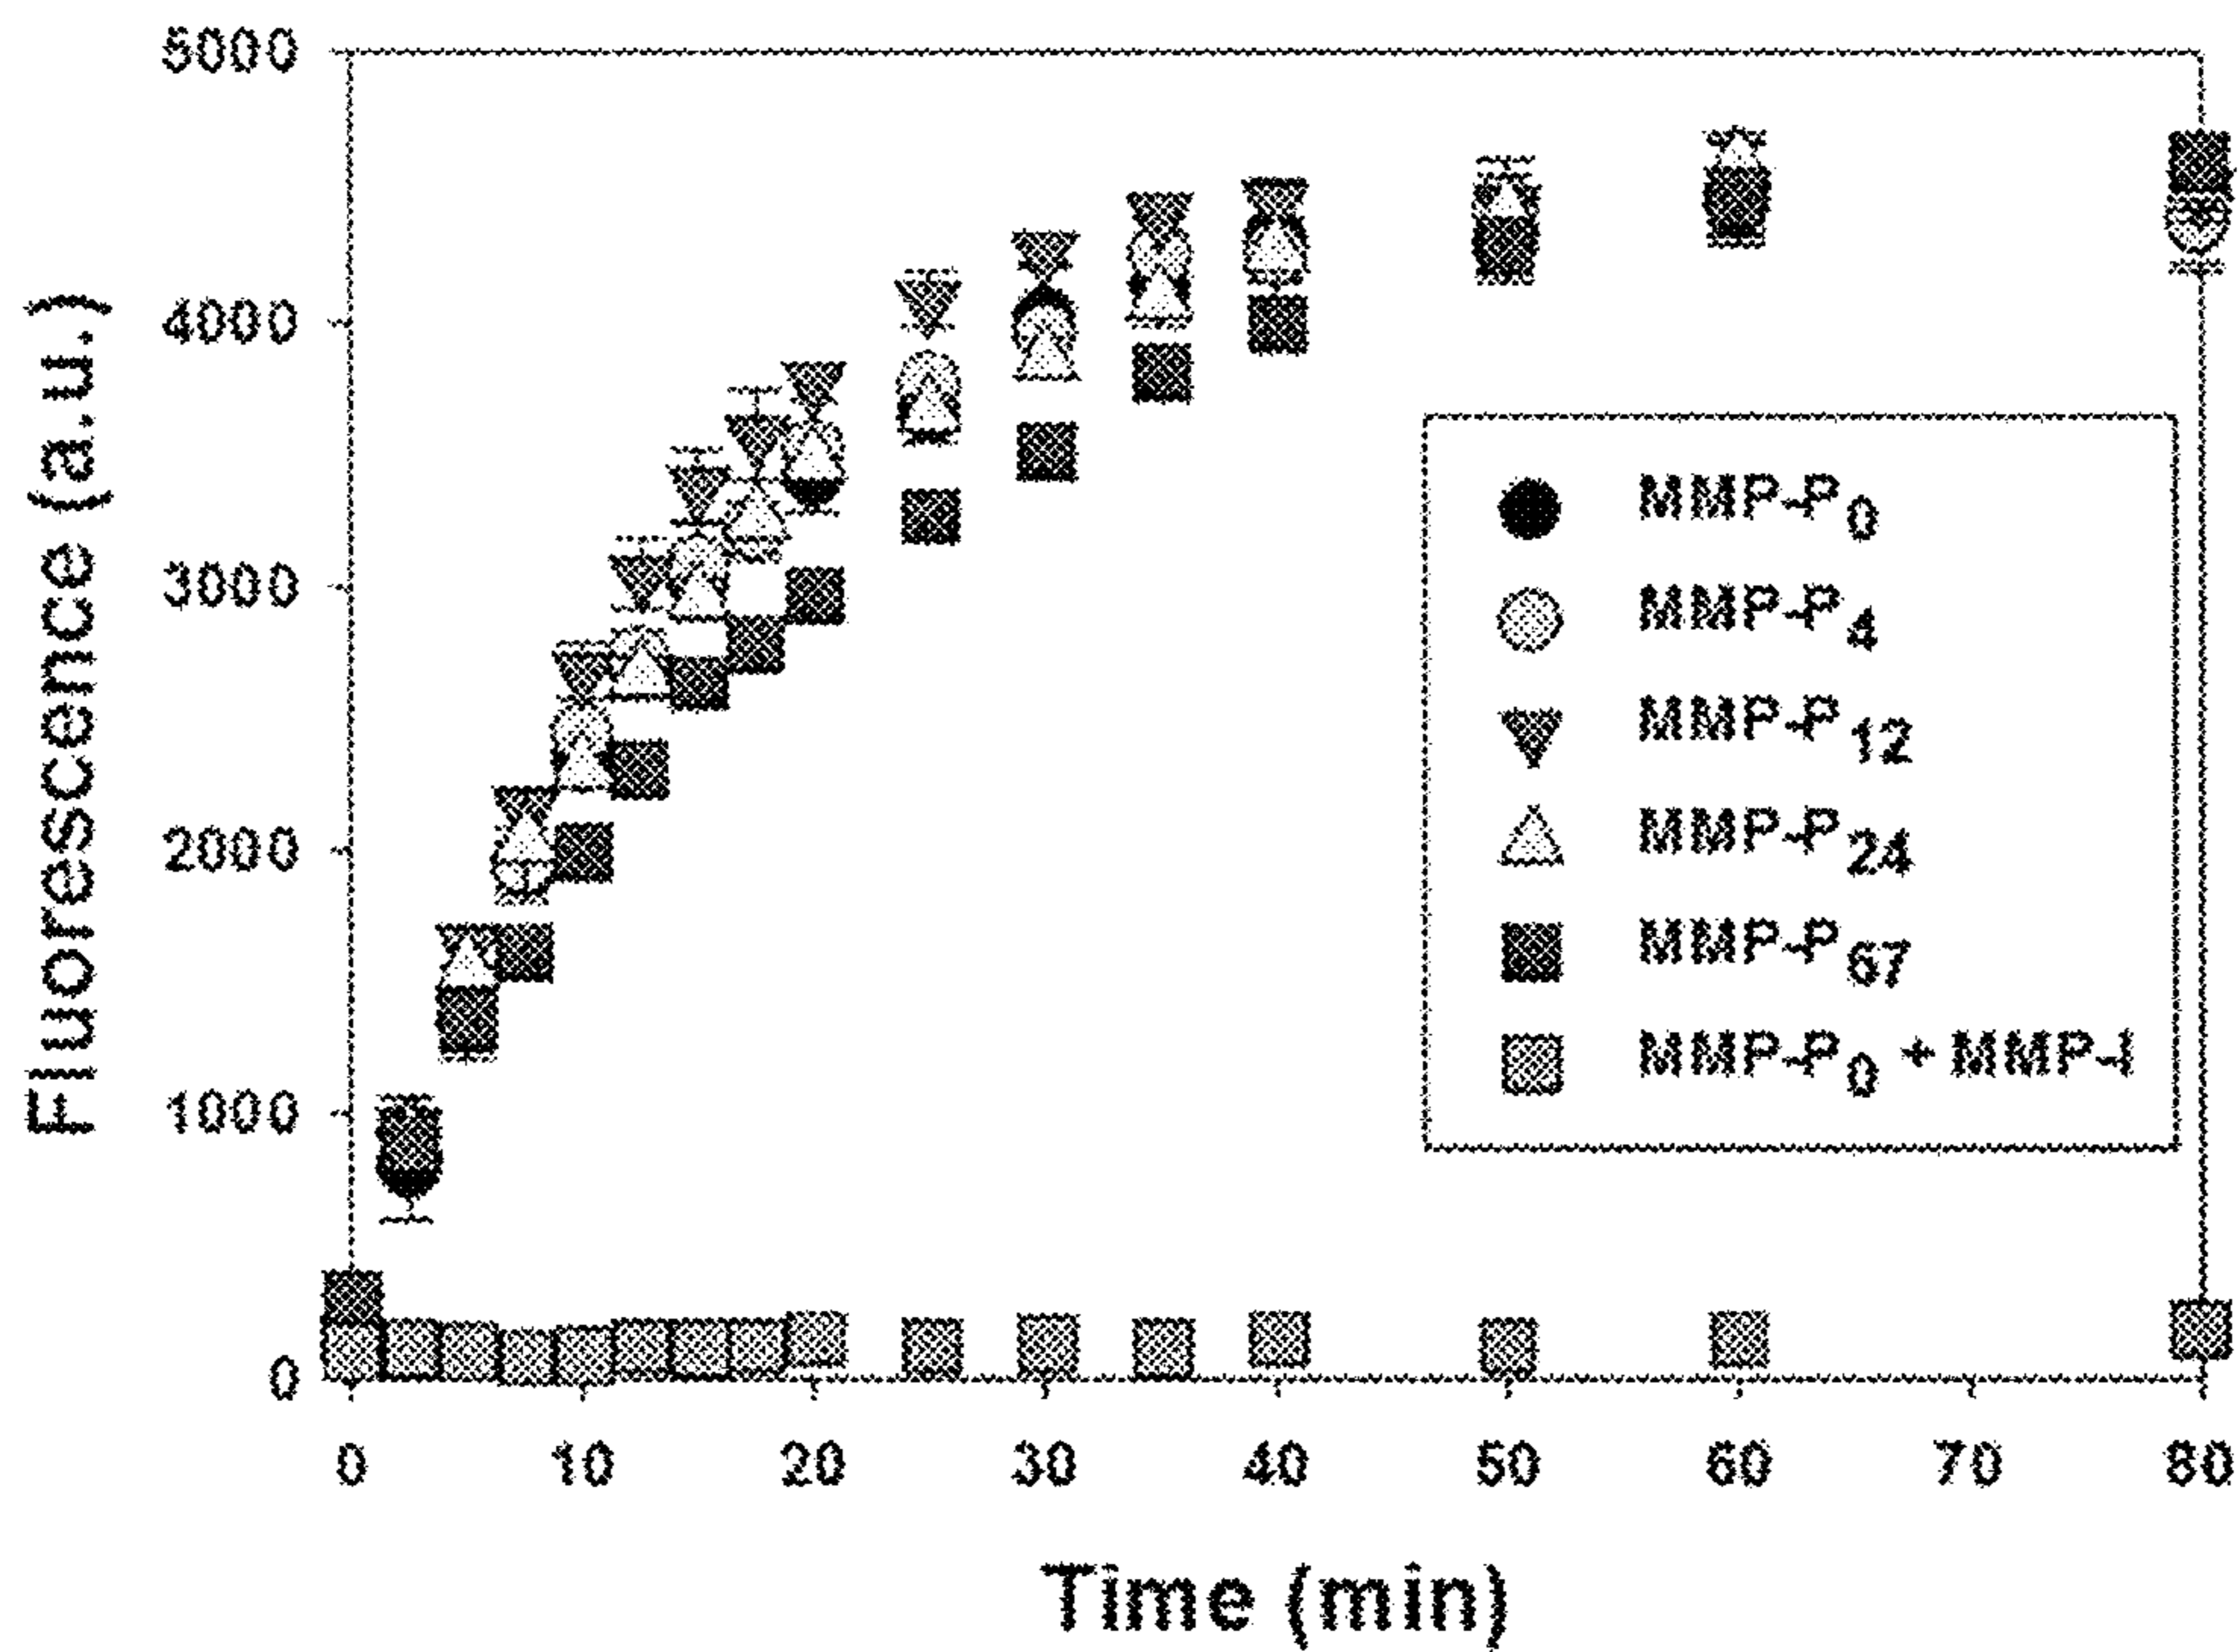 Fluorescence (a.u.)
5000
4000
3000
2000
1000
0
MMP-P0
MMP-P4
MMP-P12
MMP-P24
MMP-P67
MMP-P0 + MMP-I
0 10 20 30 40 50 60 70 80
Time (min)